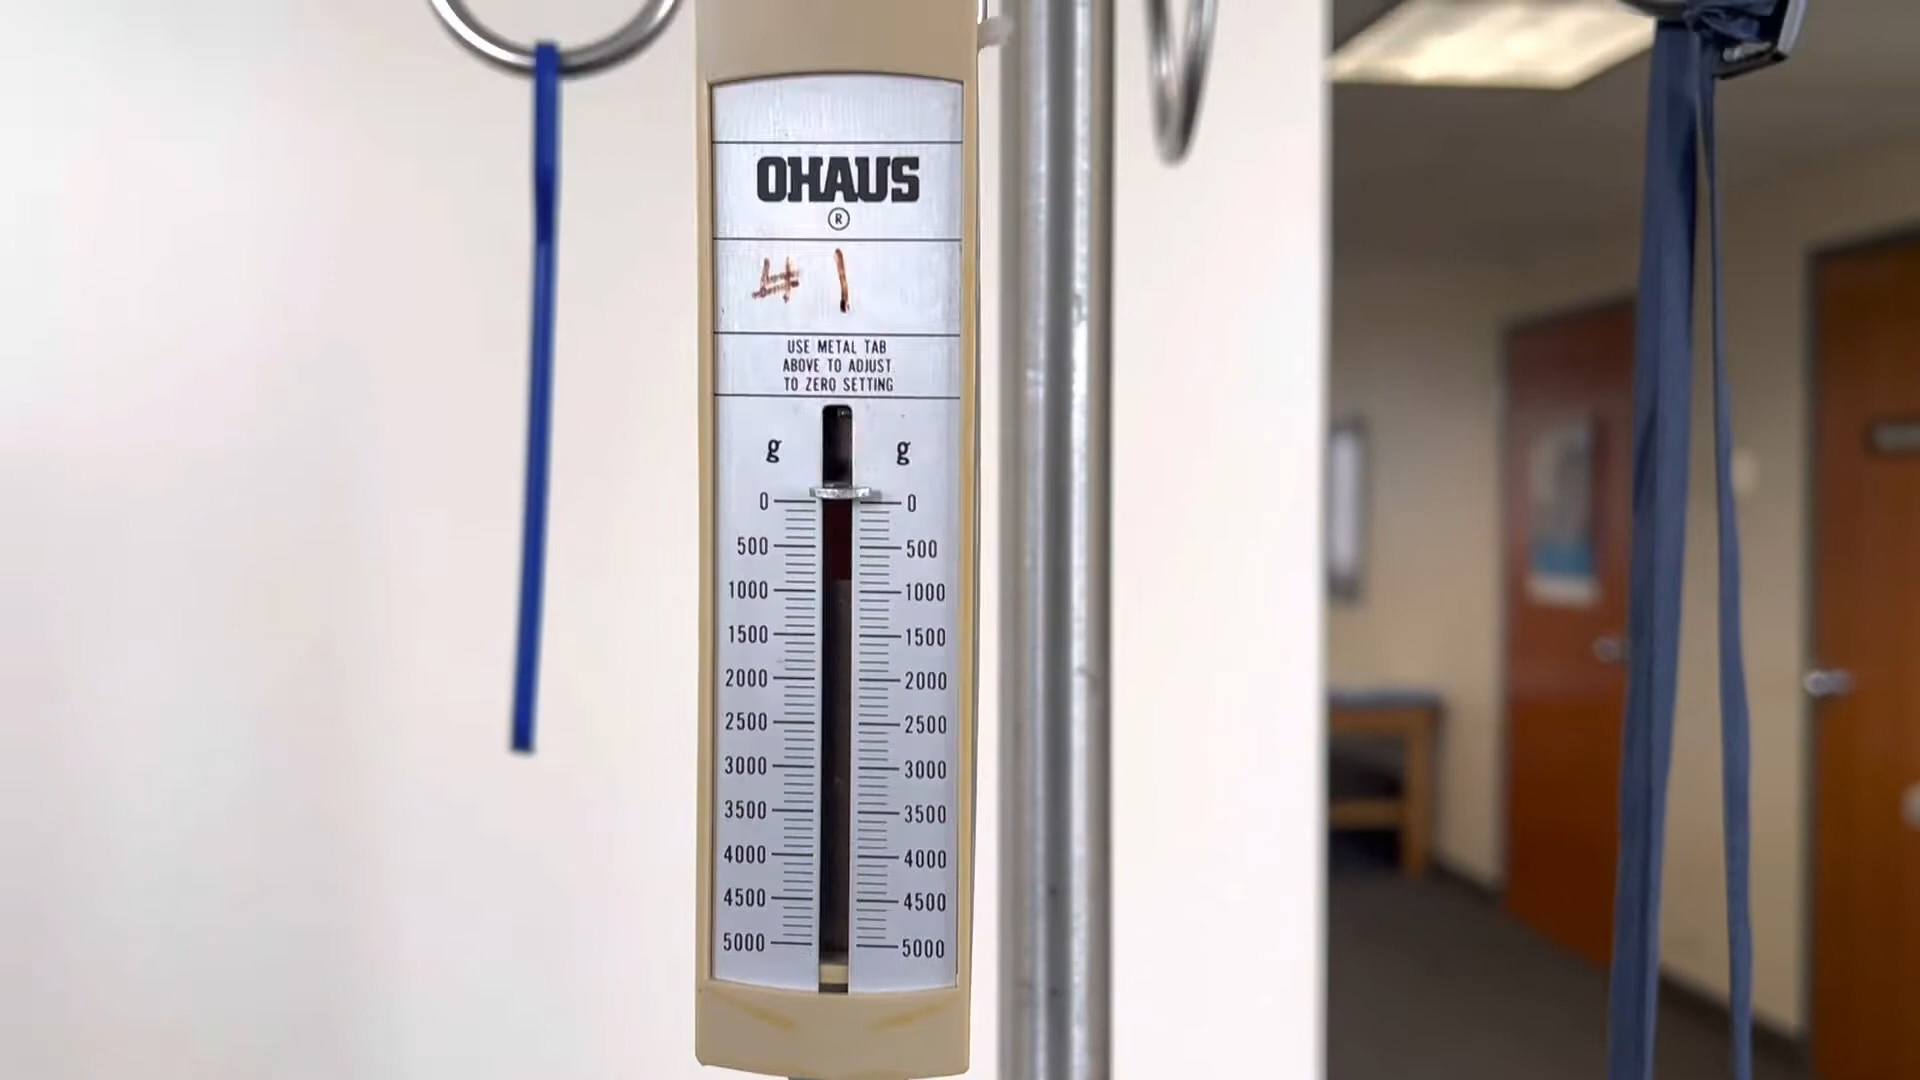 OHAUS
®
# 1
USE METAL TAB
ABOVE TO ADJUST
TO ZERO SETTING
g g
0 0
500 500
1000 1000
1500 1500
2000 2000
2500 2500
3000 3000
3500 3500
4000 4000
4500 4500
5000 5000